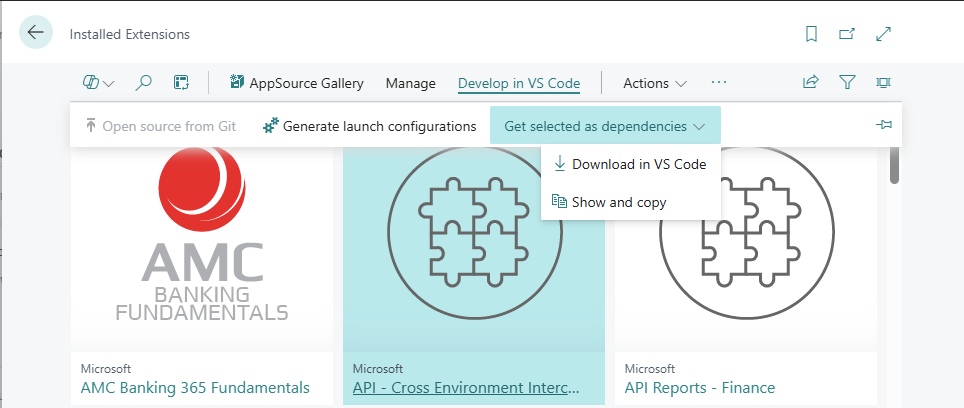 Installed Extensions
AppSource Gallery Manage Develop in VS Code Actions
Open source from Git Generate launch configurations Get selected as dependencies
Download in VS Code
Show and copy
AMC
BANKING
FUNDAMENTALS
Microsoft Microsoft Microsoft
AMC Banking 365 Fundamentals API - Cross Environment Interc... API Reports - Finance